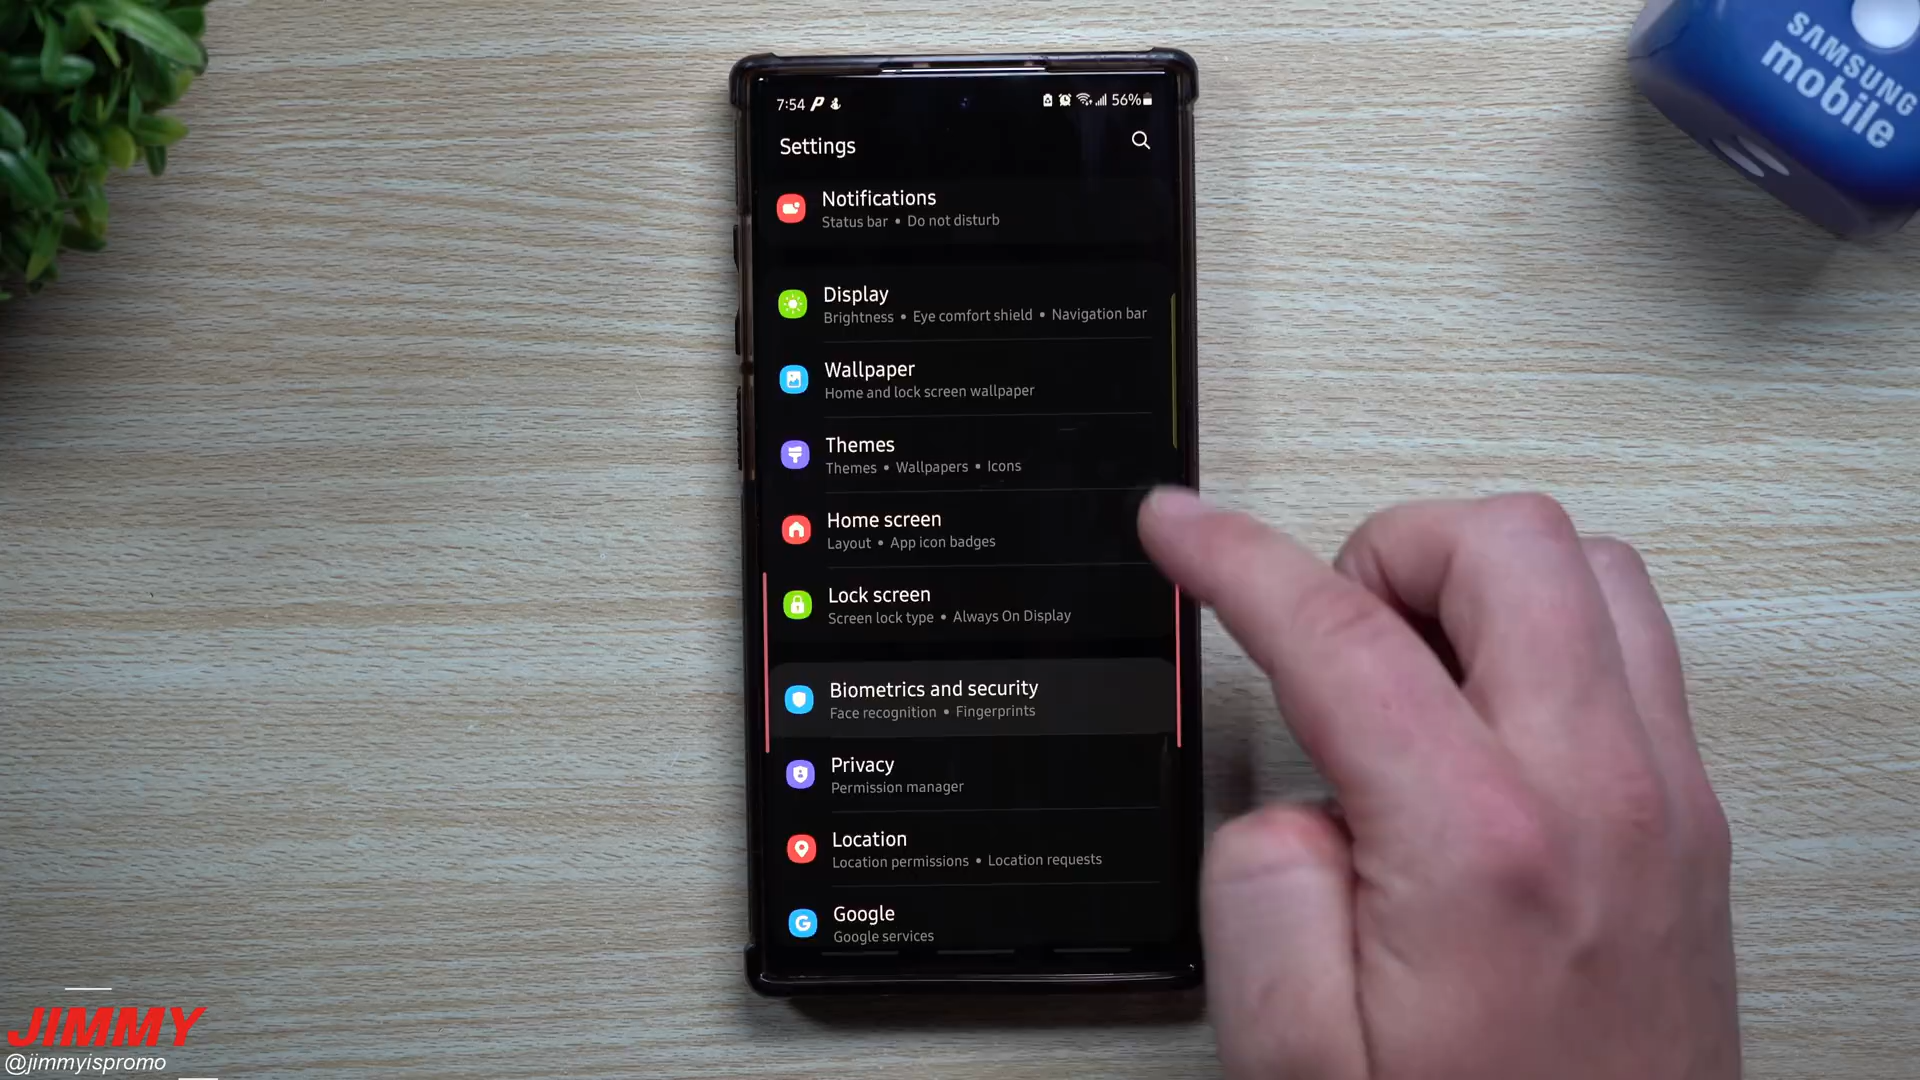 SAMSUNG
mobile
7:54
56%
Settings
Notifications
Status bar • Do not disturb
Display
Brightness • Eye comfort shield • Navigation bar
Wallpaper
Home and lock screen wallpaper
Themes
Themes • Wallpapers • Icons
Home screen
Layout • App icon badges
Lock screen
Screen lock type • Always On Display
Biometrics and security
Face recognition • Fingerprints
Privacy
Permission manager
Location
Location permissions • Location requests
Google
Google services
JIMMY
@jimmyispromo